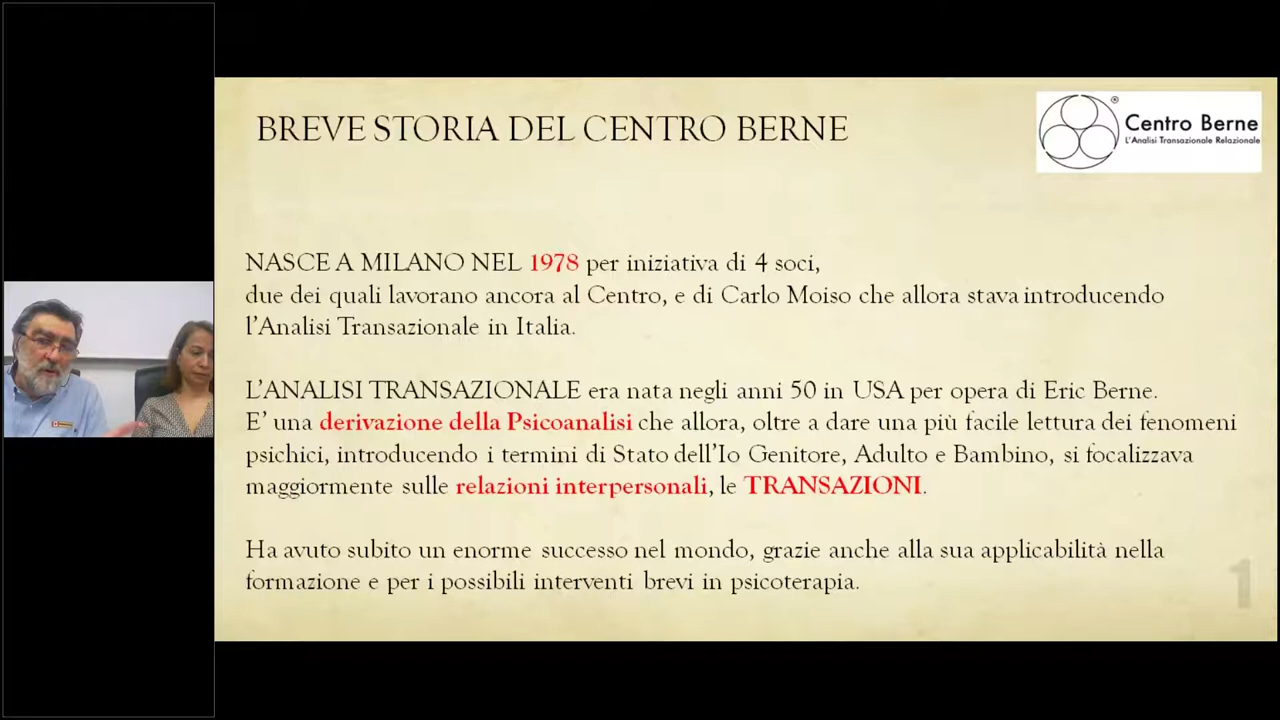 BREVE STORIA DEL CENTRO BERNE
®
Centro Berne
L'Analisi Transazionale Relazionale
NASCE A MILANO NEL 1978 per iniziativa di 4 soci,
due dei quali lavorano ancora al Centro, e di Carlo Moiso che allora stava introducendo
l'Analisi Transazionale in Italia.
L'ANALISI TRANSAZIONALE era nata negli anni 50 in USA per opera di Eric Berne.
E' una derivazione della Psicoanalisi che allora, oltre a dare una più facile lettura dei fenomeni
psichici, introducendo i termini di Stato dell'Io Genitore, Adulto e Bambino, si focalizzava
maggiormente sulle relazioni interpersonali, le TRANSAZIONI.
Ha avuto subito un enorme successo nel mondo, grazie anche alla sua applicabilità nella
formazione e per i possibili interventi brevi in psicoterapia.
1